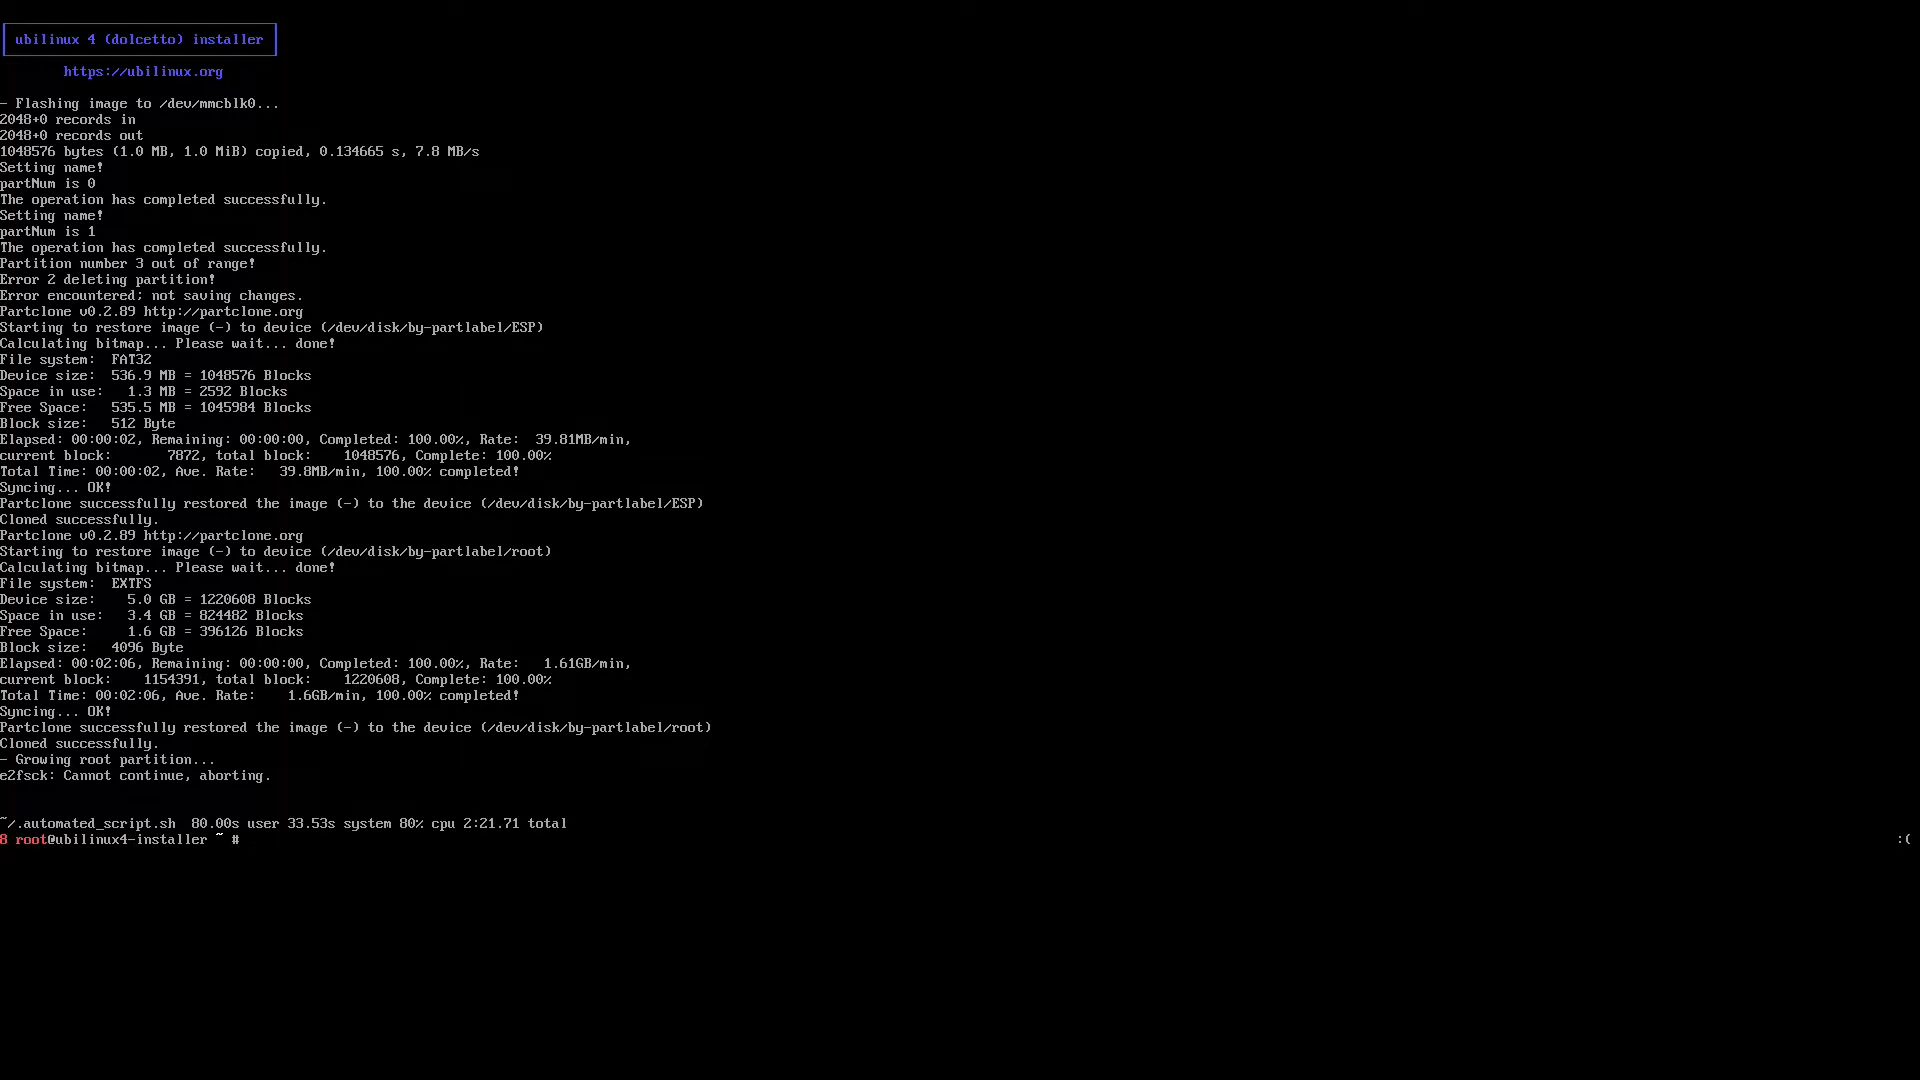 ubilinux 4 (dolcetto) installer
https://ubilinux.org
- Flashing image to /dev/mmcblk0...
2048+0 records in
2048+0 records out
1048576 bytes (1.0 MB, 1.0 MiB) copied, 0.134665 s, 7.8 MB/s
Setting name!
partNum is 0
The operation has completed successfully.
Setting name!
partNum is 1
The operation has completed successfully.
Partition number 3 out of range!
Error 2 deleting partition!
Error encountered; not saving changes.
Partclone v0.2.89 http://partclone.org
Starting to restore image (-) to device (/dev/disk/by-partlabel/ESP)
Calculating bitmap... Please wait... done!
File system:  FAT32
Device size:  536.9 MB = 1048576 Blocks
Space in use:   1.3 MB = 2592 Blocks
Free Space:   535.5 MB = 1045984 Blocks
Block size:   512 Byte
Elapsed: 00:00:02, Remaining: 00:00:00, Completed: 100.00%, Rate:  39.81MB/min,
current block:       7872, total block:    1048576, Complete: 100.00%
Total Time: 00:00:02, Ave. Rate:   39.8MB/min, 100.00% completed!
Syncing... OK!
Partclone successfully restored the image (-) to the device (/dev/disk/by-partlabel/ESP)
Cloned successfully.
Partclone v0.2.89 http://partclone.org
Starting to restore image (-) to device (/dev/disk/by-partlabel/root)
Calculating bitmap... Please wait... done!
File system:  EXTFS
Device size:    5.0 GB = 1220608 Blocks
Space in use:   3.4 GB = 824482 Blocks
Free Space:     1.6 GB = 396126 Blocks
Block size:   4096 Byte
Elapsed: 00:02:06, Remaining: 00:00:00, Completed: 100.00%, Rate:   1.61GB/min,
current block:    1154391, total block:    1220608, Complete: 100.00%
Total Time: 00:02:06, Ave. Rate:    1.6GB/min, 100.00% completed!
Syncing... OK!
Partclone successfully restored the image (-) to the device (/dev/disk/by-partlabel/root)
Cloned successfully.
- Growing root partition...
e2fsck: Cannot continue, aborting.
~/.automated_script.sh  80.00s user 33.53s system 80% cpu 2:21.71 total
8 root@ubilinux4-installer ~ # :(